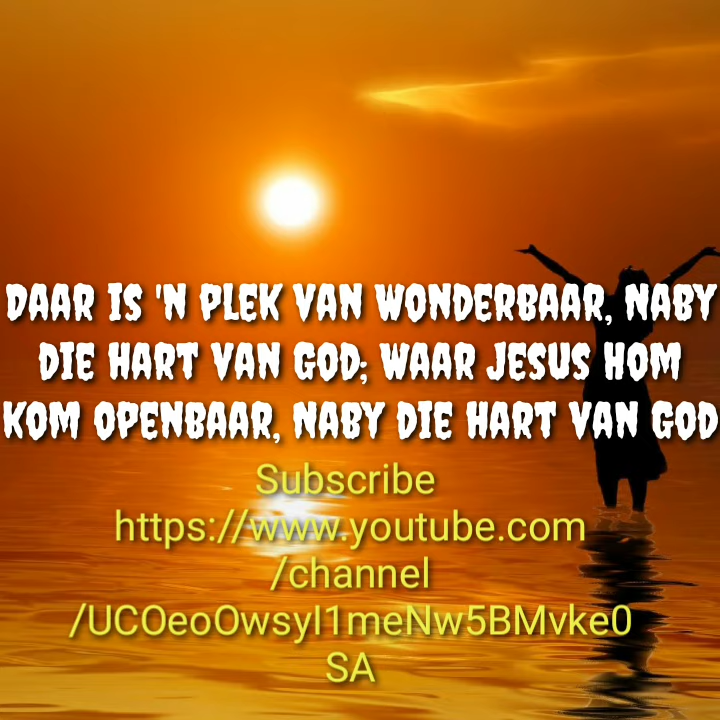 DAAR IS 'N PLEK VAN WONDERBAAR, NABY
DIE HART VAN GOD; WAAR JESUS HOM
KOM OPENBAAR, NABY DIE HART VAN GOD
Subscribe
https://www.youtube.com
/channel
/UCOeoOwsyI1meNw5BMvke0
SA